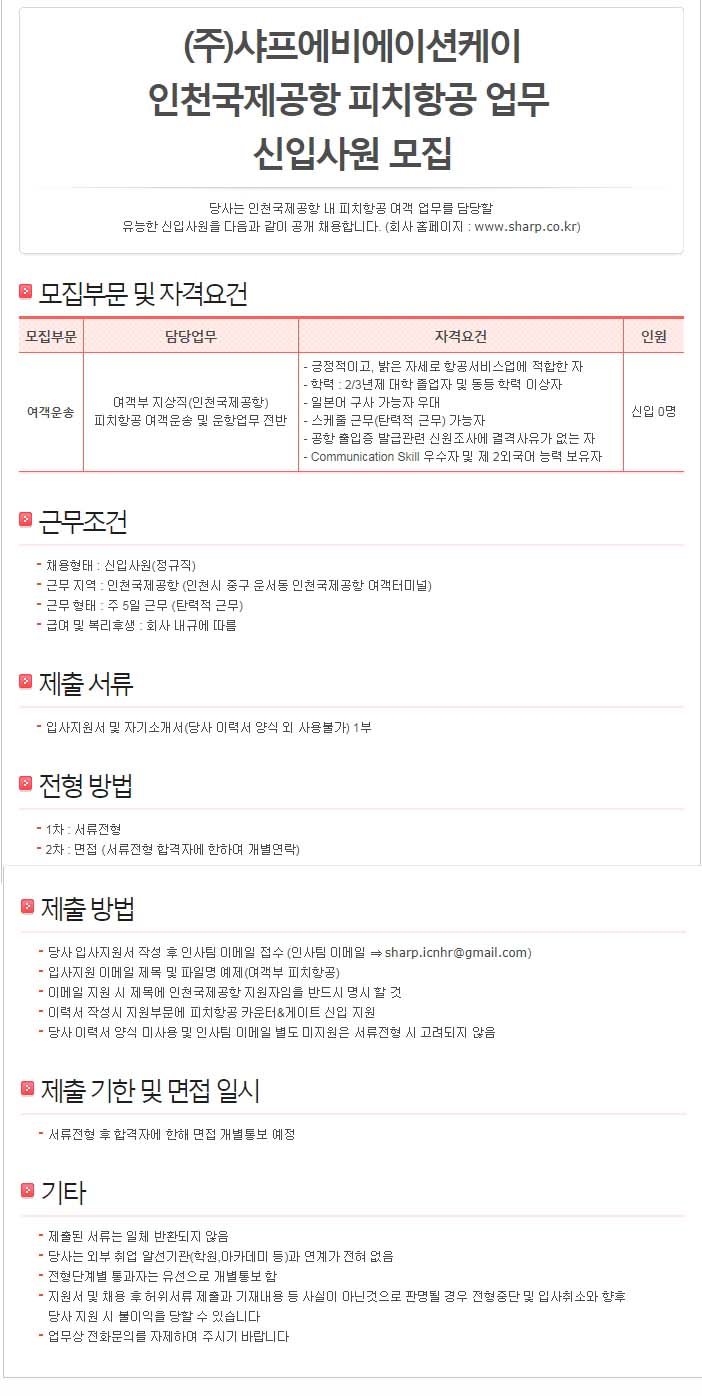 (주)샤프에비에이션케이
인천국제공항 피치항공 업무
신입사원 모집
당사는 인천국제공항 내 피치항공 여객 업무를 담당할
유능한 신입사원을 다음과 같이 공개 채용합니다. (회사 홈페이지 : www.sharp.co.kr)
모집부문 및 자격요건
모집부문 담당업무 자격요건 인원
여객운송
여객부 지상직(인천국제공항)
피치항공 여객운송 및 운항업무 전반
- 긍정적이고, 밝은 자세로 항공서비스업에 적합한 자
- 학력 : 2/3년제 대학 졸업자 및 동등 학력 이상자
- 일본어 구사 가능자 우대
- 스케줄 근무(탄력적 근무) 가능자
- 공항 출입증 발급관련 신원조사에 결격사유가 없는 자
- Communication Skill 우수자 및 제 2외국어 능력 보유자
신입 0명
근무조건
- 채용형태 : 신입사원(정규직)
- 근무 지역 : 인천국제공항 (인천시 중구 운서동 인천국제공항 여객터미널)
- 근무 형태 : 주 5일 근무 (탄력적 근무)
- 급여 및 복리후생 : 회사 내규에 따름
제출 서류
- 입사지원서 및 자기소개서(당사 이력서 양식 외 사용불가) 1부
전형 방법
- 1차 : 서류전형
- 2차 : 면접 (서류전형 합격자에 한하여 개별연락)
제출 방법
- 당사 입사지원서 작성 후 인사팀 이메일 접수 (인사팀 이메일 ⇒ sharp.icnhr@gmail.com)
- 입사지원 이메일 제목 및 파일명 예제(여객부 피치항공)
- 이메일 지원 시 제목에 인천국제공항 지원자임을 반드시 명시 할 것
- 이력서 작성시 지원부문에 피치항공 카운터&게이트 신입 지원
- 당사 이력서 양식 미사용 및 인사팀 이메일 별도 미지원은 서류전형 시 고려되지 않음
제출 기한 및 면접 일시
- 서류전형 후 합격자에 한해 면접 개별통보 예정
기타
- 제출된 서류는 일체 반환되지 않음
- 당사는 외부 취업 알선기관(학원,아카데미 등)과 연계가 전혀 없음
- 전형단계별 통과자는 유선으로 개별통보 함
- 지원서 및 채용 후 허위서류 제출과 기재내용 등 사실이 아닌것으로 판명될 경우 전형중단 및 입사취소와 향후
당사 지원 시 불이익을 당할 수 있습니다
- 업무상 전화문의를 자제하여 주시기 바랍니다